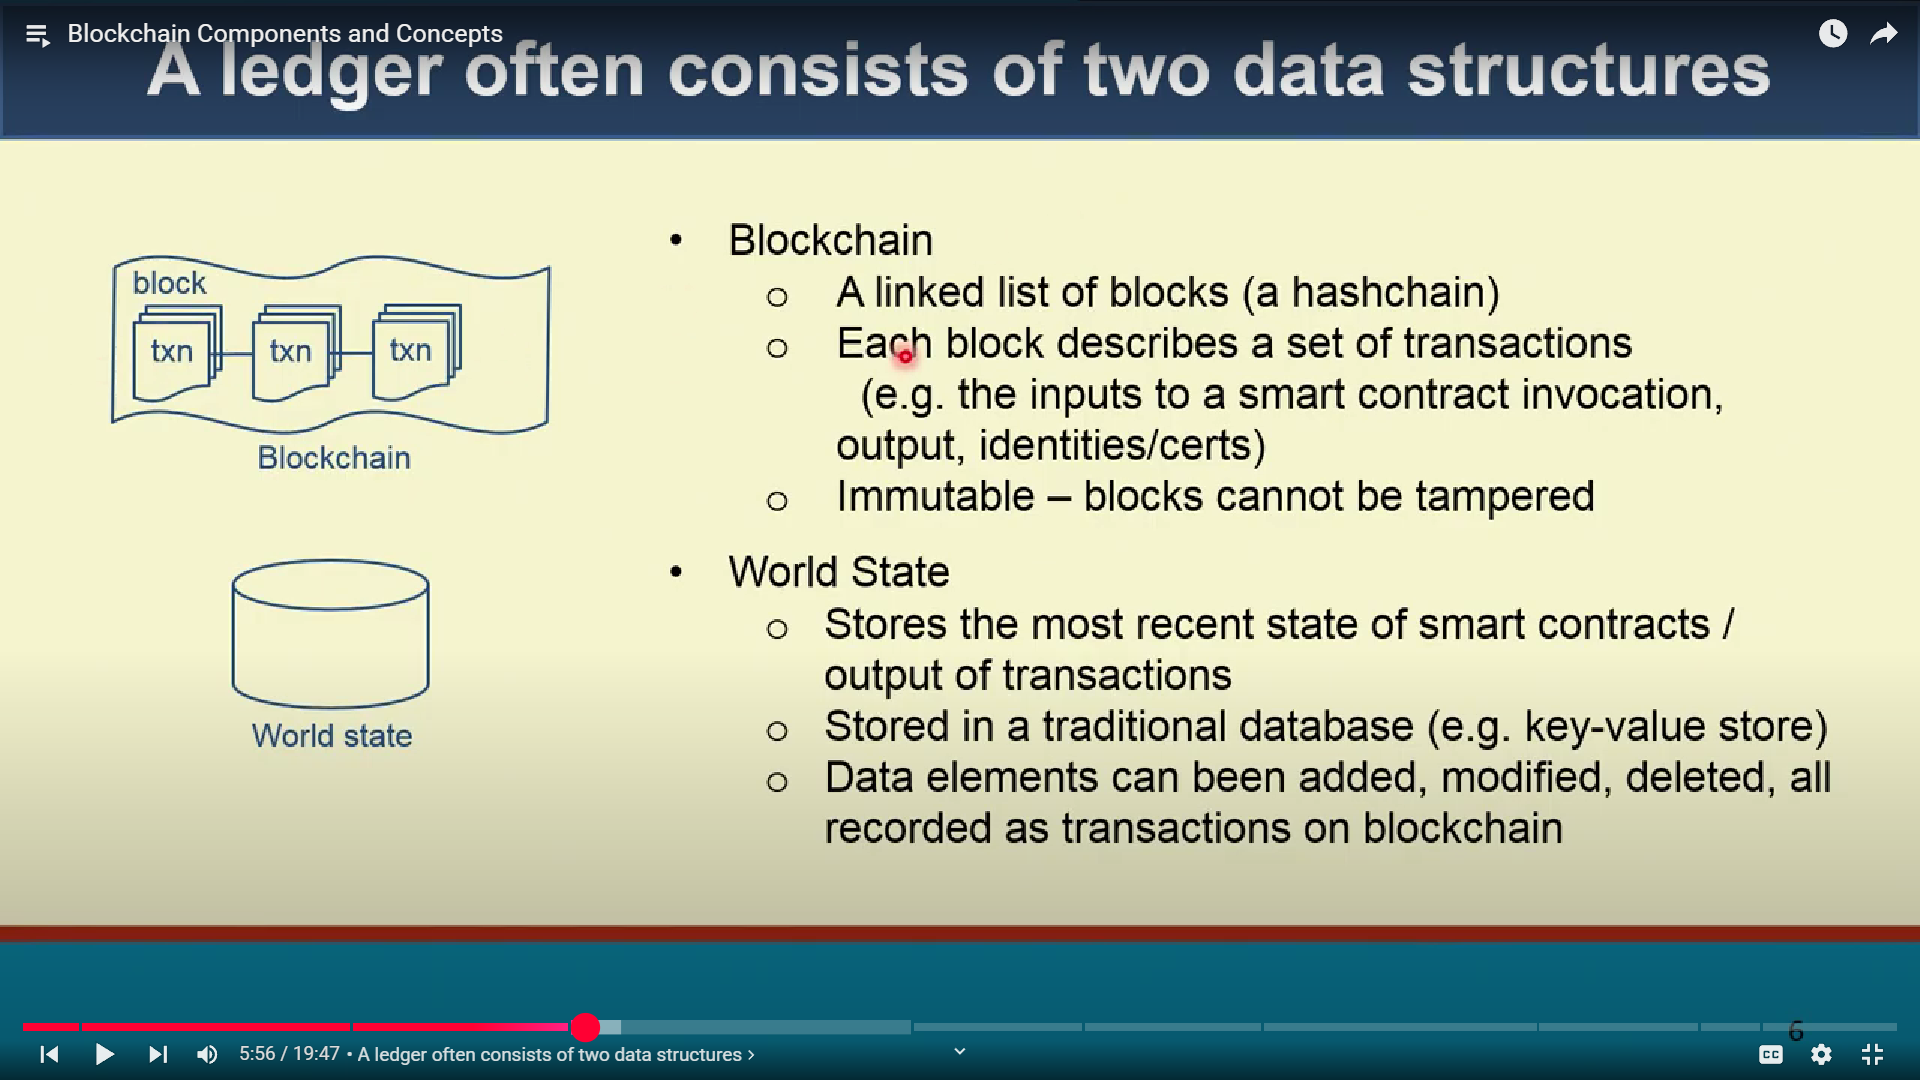 Blockchain Components and Concepts
A ledger often consists of two data structures
block
txn txn txn
Blockchain
World state
• Blockchain
o A linked list of blocks (a hashchain)
o Each block describes a set of transactions
(e.g. the inputs to a smart contract invocation,
output, identities/certs)
o Immutable – blocks cannot be tampered
• World State
o Stores the most recent state of smart contracts /
output of transactions
o Stored in a traditional database (e.g. key-value store)
o Data elements can been added, modified, deleted, all
recorded as transactions on blockchain
6
5:56 / 19:47 • A ledger often consists of two data structures ›
CC